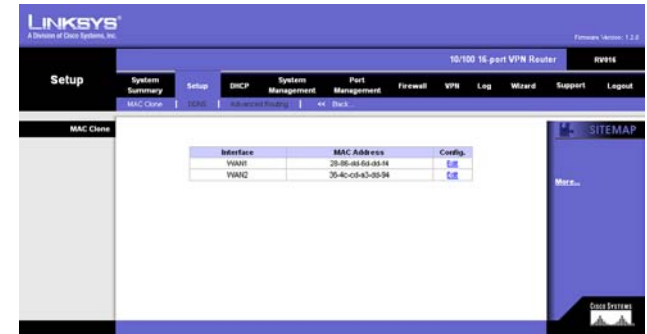 LINKSYS®
A Division of Cisco Systems, Inc.
Firmware Version: 1.2.0
10/100 16-port VPN Router RV016
Setup
System Summary Setup DHCP System Management Port Management Firewall VPN Log Wizard Support Logout
MAC Clone | DDNS | Advanced Routing | << Back...
MAC Clone
SITEMAP
Interface MAC Address Config.
WAN1 Edit
WAN2 Edit
More...
CISCO SYSTEMS